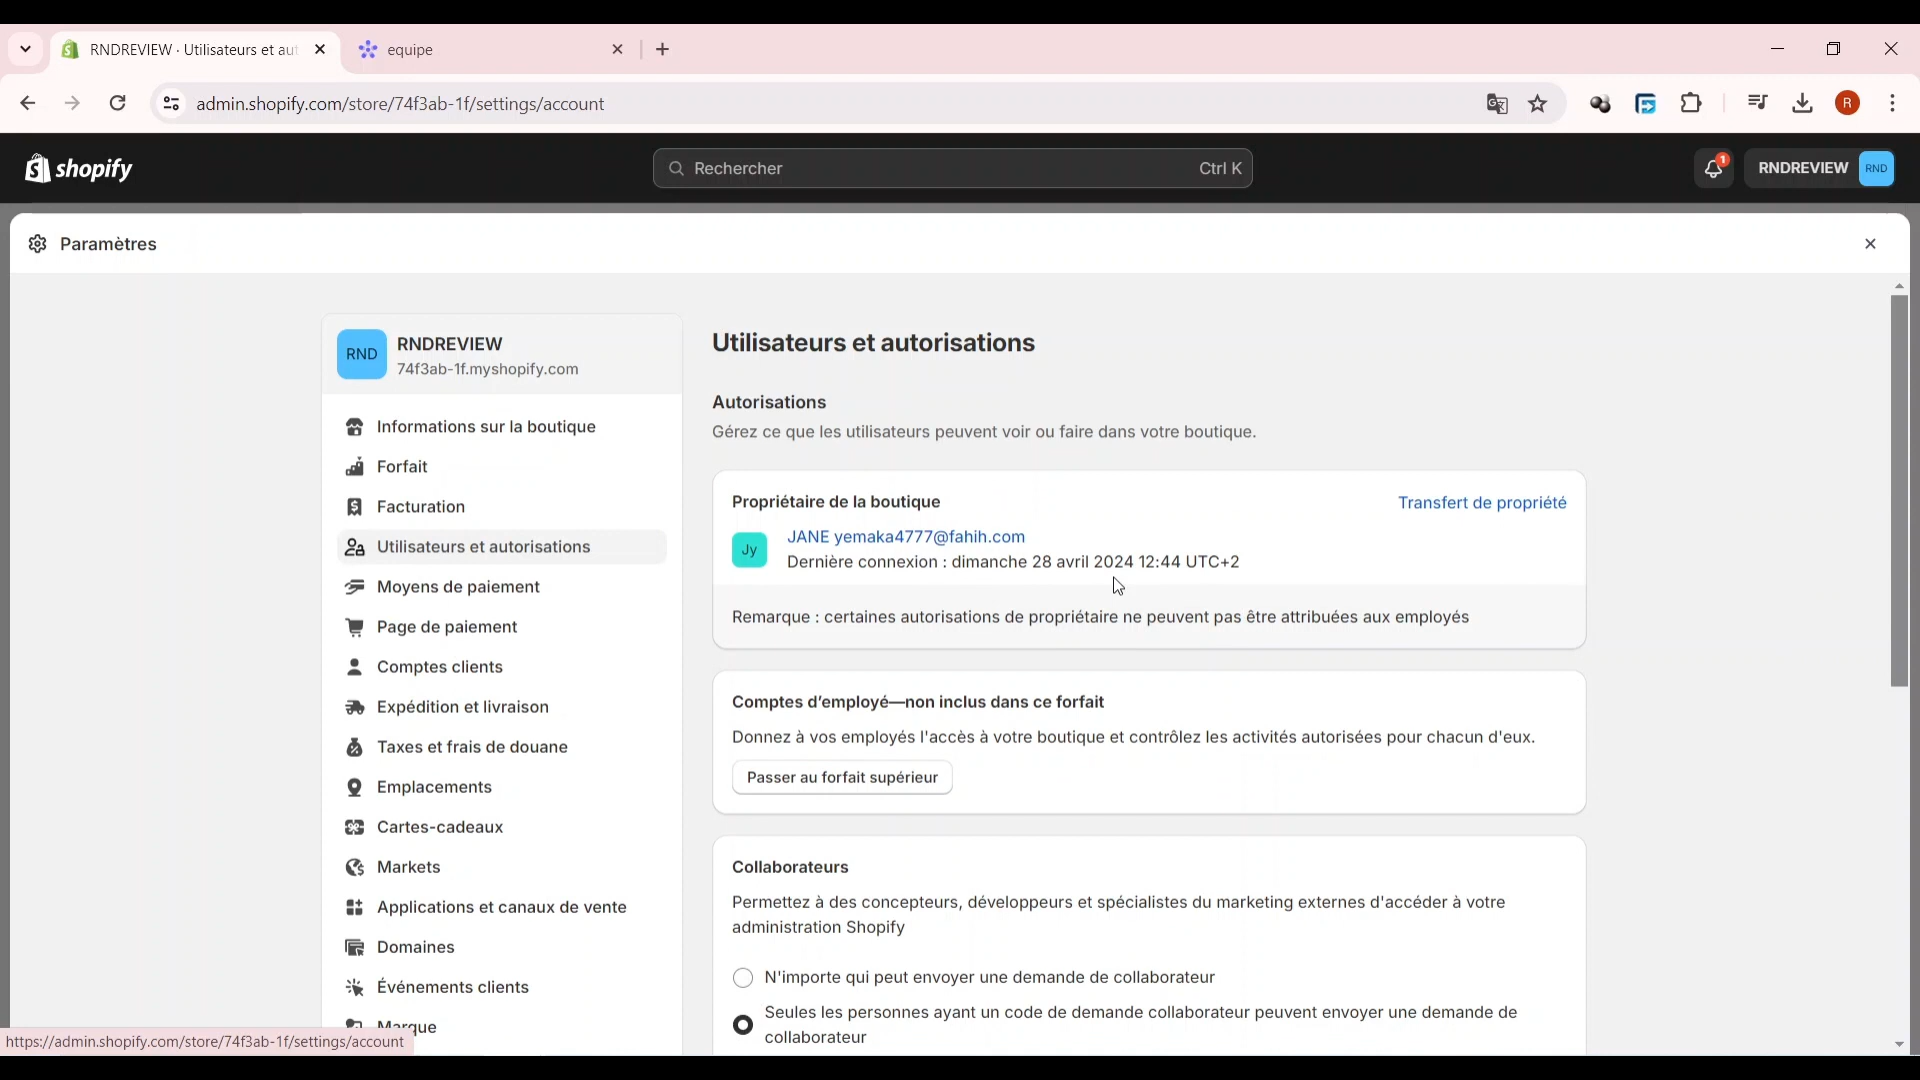 RNDREVIEW · Utilisateurs et aut
equipe
admin.shopify.com/store/74f3ab-1f/settings/account
R
shopify
Rechercher
Ctrl K
1
RNDREVIEW
RND
Paramètres
RND
RNDREVIEW
74f3ab-1f.myshopify.com
Informations sur la boutique
Forfait
Facturation
Utilisateurs et autorisations
Moyens de paiement
Page de paiement
Comptes clients
Expédition et livraison
Taxes et frais de douane
Emplacements
Cartes-cadeaux
Markets
Applications et canaux de vente
Domaines
Événements clients
Marque
Utilisateurs et autorisations
Autorisations
Gérez ce que les utilisateurs peuvent voir ou faire dans votre boutique.
Propriétaire de la boutique
Transfert de propriété
Jy
JANE yemaka4777@fahih.com
Dernière connexion : dimanche 28 avril 2024 12:44 UTC+2
Remarque : certaines autorisations de propriétaire ne peuvent pas être attribuées aux employés
Comptes d’employé—non inclus dans ce forfait
Donnez à vos employés l'accès à votre boutique et contrôlez les activités autorisées pour chacun d'eux.
Passer au forfait supérieur
Collaborateurs
Permettez à des concepteurs, développeurs et spécialistes du marketing externes d'accéder à votre
administration Shopify
N'importe qui peut envoyer une demande de collaborateur
Seules les personnes ayant un code de demande collaborateur peuvent envoyer une demande de
collaborateur
https://admin.shopify.com/store/74f3ab-1f/settings/account